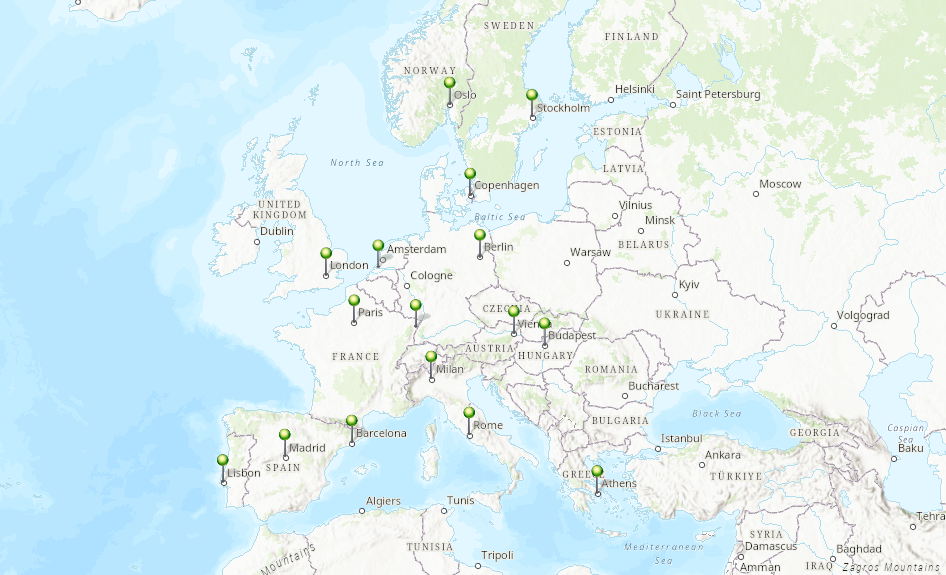 SWEDEN
FINLAND
NORWAY
Oslo
Stockholm
Helsinki
Saint Petersburg
ESTONIA
North Sea
LATVIA
Copenhagen
Moscow
UNITED
KINGDOM
Baltic Sea
Vilnius
Minsk
Dublin
BELARUS
Amsterdam
Berlin
Warsaw
London
Cologne
Kyiv
Paris
CZECHIA
UKRAINE
Volgograd
Vienna
Budapest
FRANCE
AUSTRIA
HUNGARY
Milan
ROMANIA
Bucharest
Black Sea
BULGARIA
Rome
Barcelona
GEORGIA
Caspian
Sea
Madrid
Istanbul
Baku
Ankara
Lisbon
SPAIN
GREE
Athens
TÜRKIYE
Algiers
Tunis
Tehra
SYRIA
TUNISIA
Mediterranean
Sea
Damascus
Baghdad
Mountains
Tripoli
Amman
IRAQ
Zagros Mountains